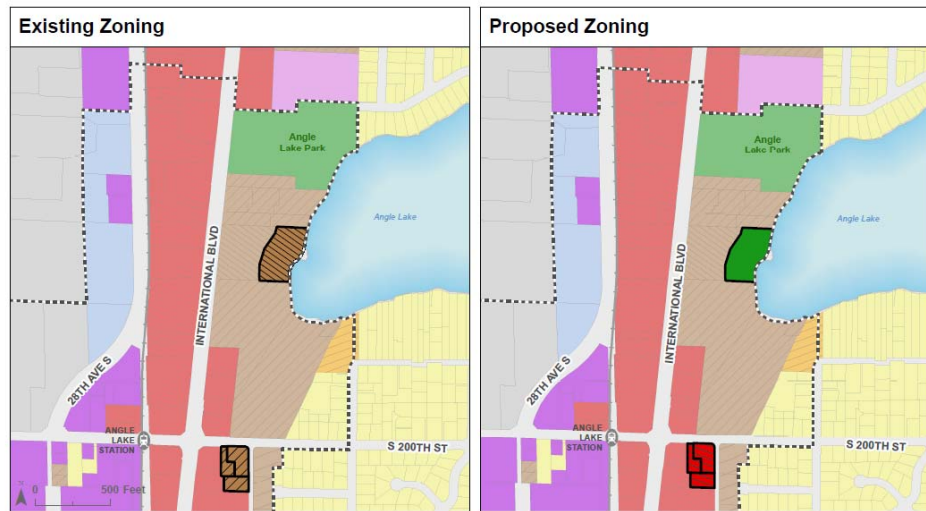 Existing Zoning
Angle
Lake Park
Angle Lake
INTERNATIONAL BLVD
28TH AVE S
ANGLE
LAKE
STATION
S 200TH ST
0 500 Feet
Proposed Zoning
Angle
Lake Park
Angle Lake
INTERNATIONAL BLVD
28TH AVE S
ANGLE
LAKE
STATION
S 200TH ST